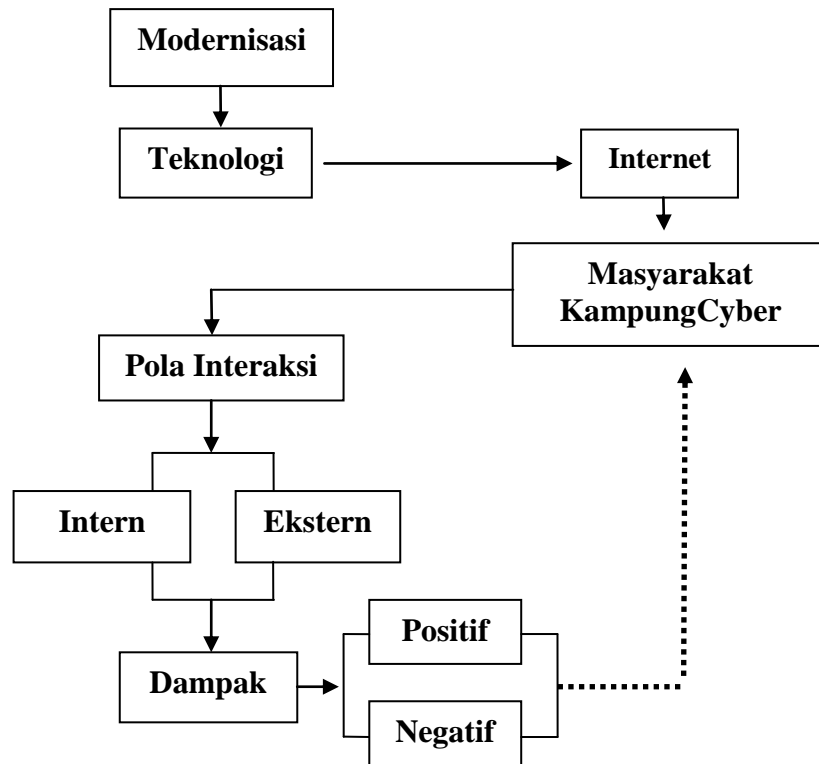 Modernisasi
Teknologi
Internet
Masyarakat
KampungCyber
Pola Interaksi
Intern
Ekstern
Positif
Dampak
Negatif